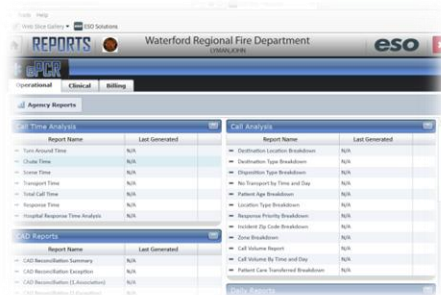 Help
Web Slice Gallery ESO Solutions
REPORTS
Waterford Regional Fire Department
eso
ePCR
Operational Clinical Billing
Agency Reports
Call Time Analysis
Report Name Last Generated
Turn Around Time N/A
Chute Time N/A
Scene Time N/A
Transport Time N/A
Total Call Time N/A
Response Time N/A
Hospital Response Time Analysis N/A
CAD Reports
Report Name Last Generated
CAD Reconciliation Summary N/A
CAD Reconciliation Exception N/A
CAD Reconciliation (1.Association) N/A
Call Analysis
Report Name Last Generated
Destination Location Breakdown N/A
Destination Type Breakdown N/A
Disposition Type Breakdown N/A
No Transport by Time and Day N/A
Patient Age Breakdown N/A
Location Type Breakdown N/A
Response Priority Breakdown N/A
Incident Zip Code Breakdown N/A
Zone Breakdown N/A
Call Volume Report N/A
Call Volume By Time and Day N/A
Patient Care Transferred Breakdown N/A
Daily Reports